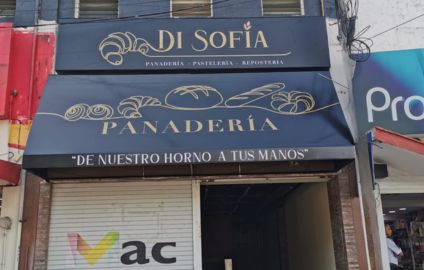 DI SOFÍA
PANADERÍA - PASTELERÍA - REPOSTERÍA
PANADERÍA
"DE NUESTRO HORNO A TUS MANOS"
Pro
ac